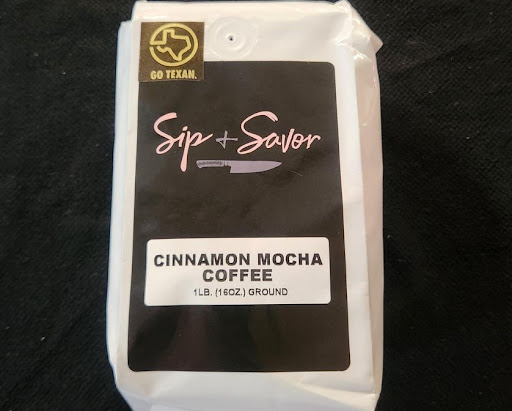 GO TEXAN.
Sip + Savor
CINNAMON MOCHA
COFFEE
1LB. (16OZ.) GROUND